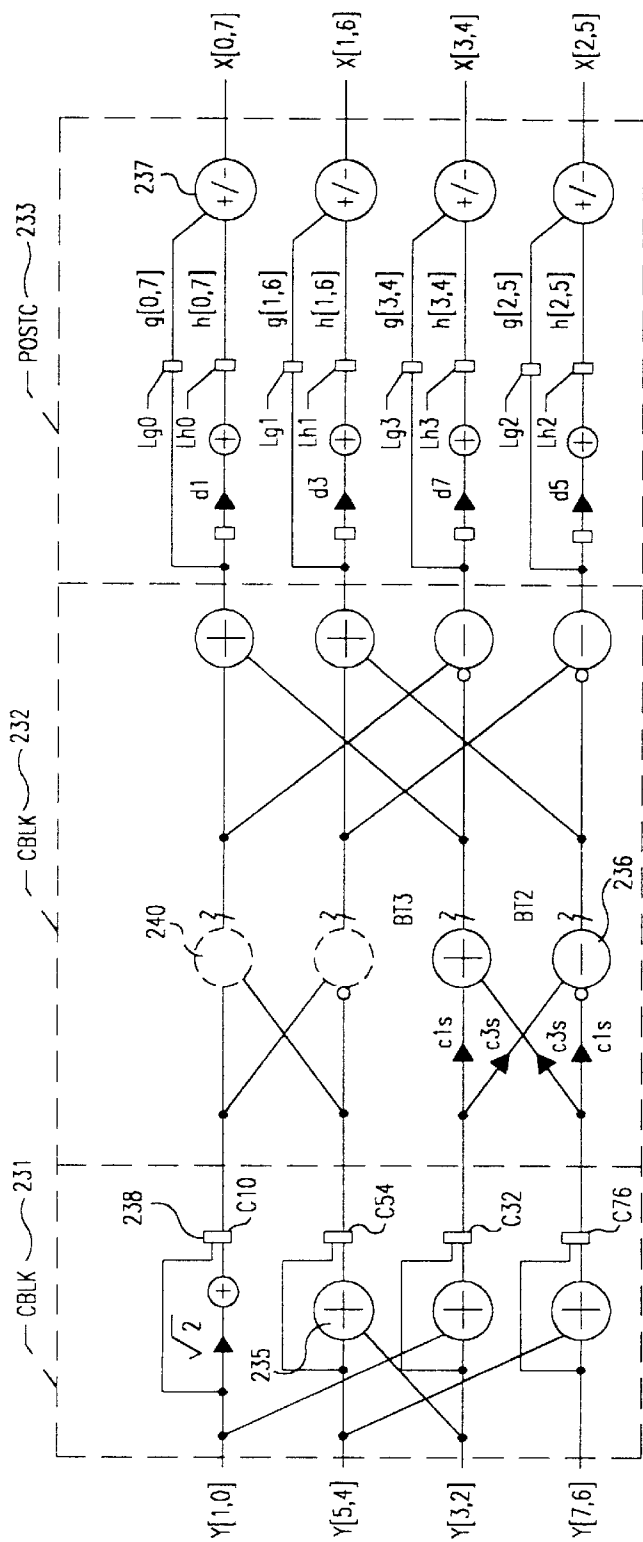 CBLK 231
CBLK 232
POSTC 233
Y[1,0]
√2
+
238
C10
240
+
d1
+
Lg0
Lh0
g[0,7]
h[0,7]
237
+/-
X[0,7]
Y[5,4]
235
+
C54
+
d3
+
Lg1
Lh1
g[1,6]
h[1,6]
+/-
X[1,6]
Y[3,2]
+
C32
c1s
c3s
+
BT3
−
d7
+
Lg3
Lh3
g[3,4]
h[3,4]
+/-
X[3,4]
Y[7,6]
+
C76
c3s
c1s
−
BT2
236
−
d5
+
Lg2
Lh2
g[2,5]
h[2,5]
+/-
X[2,5]